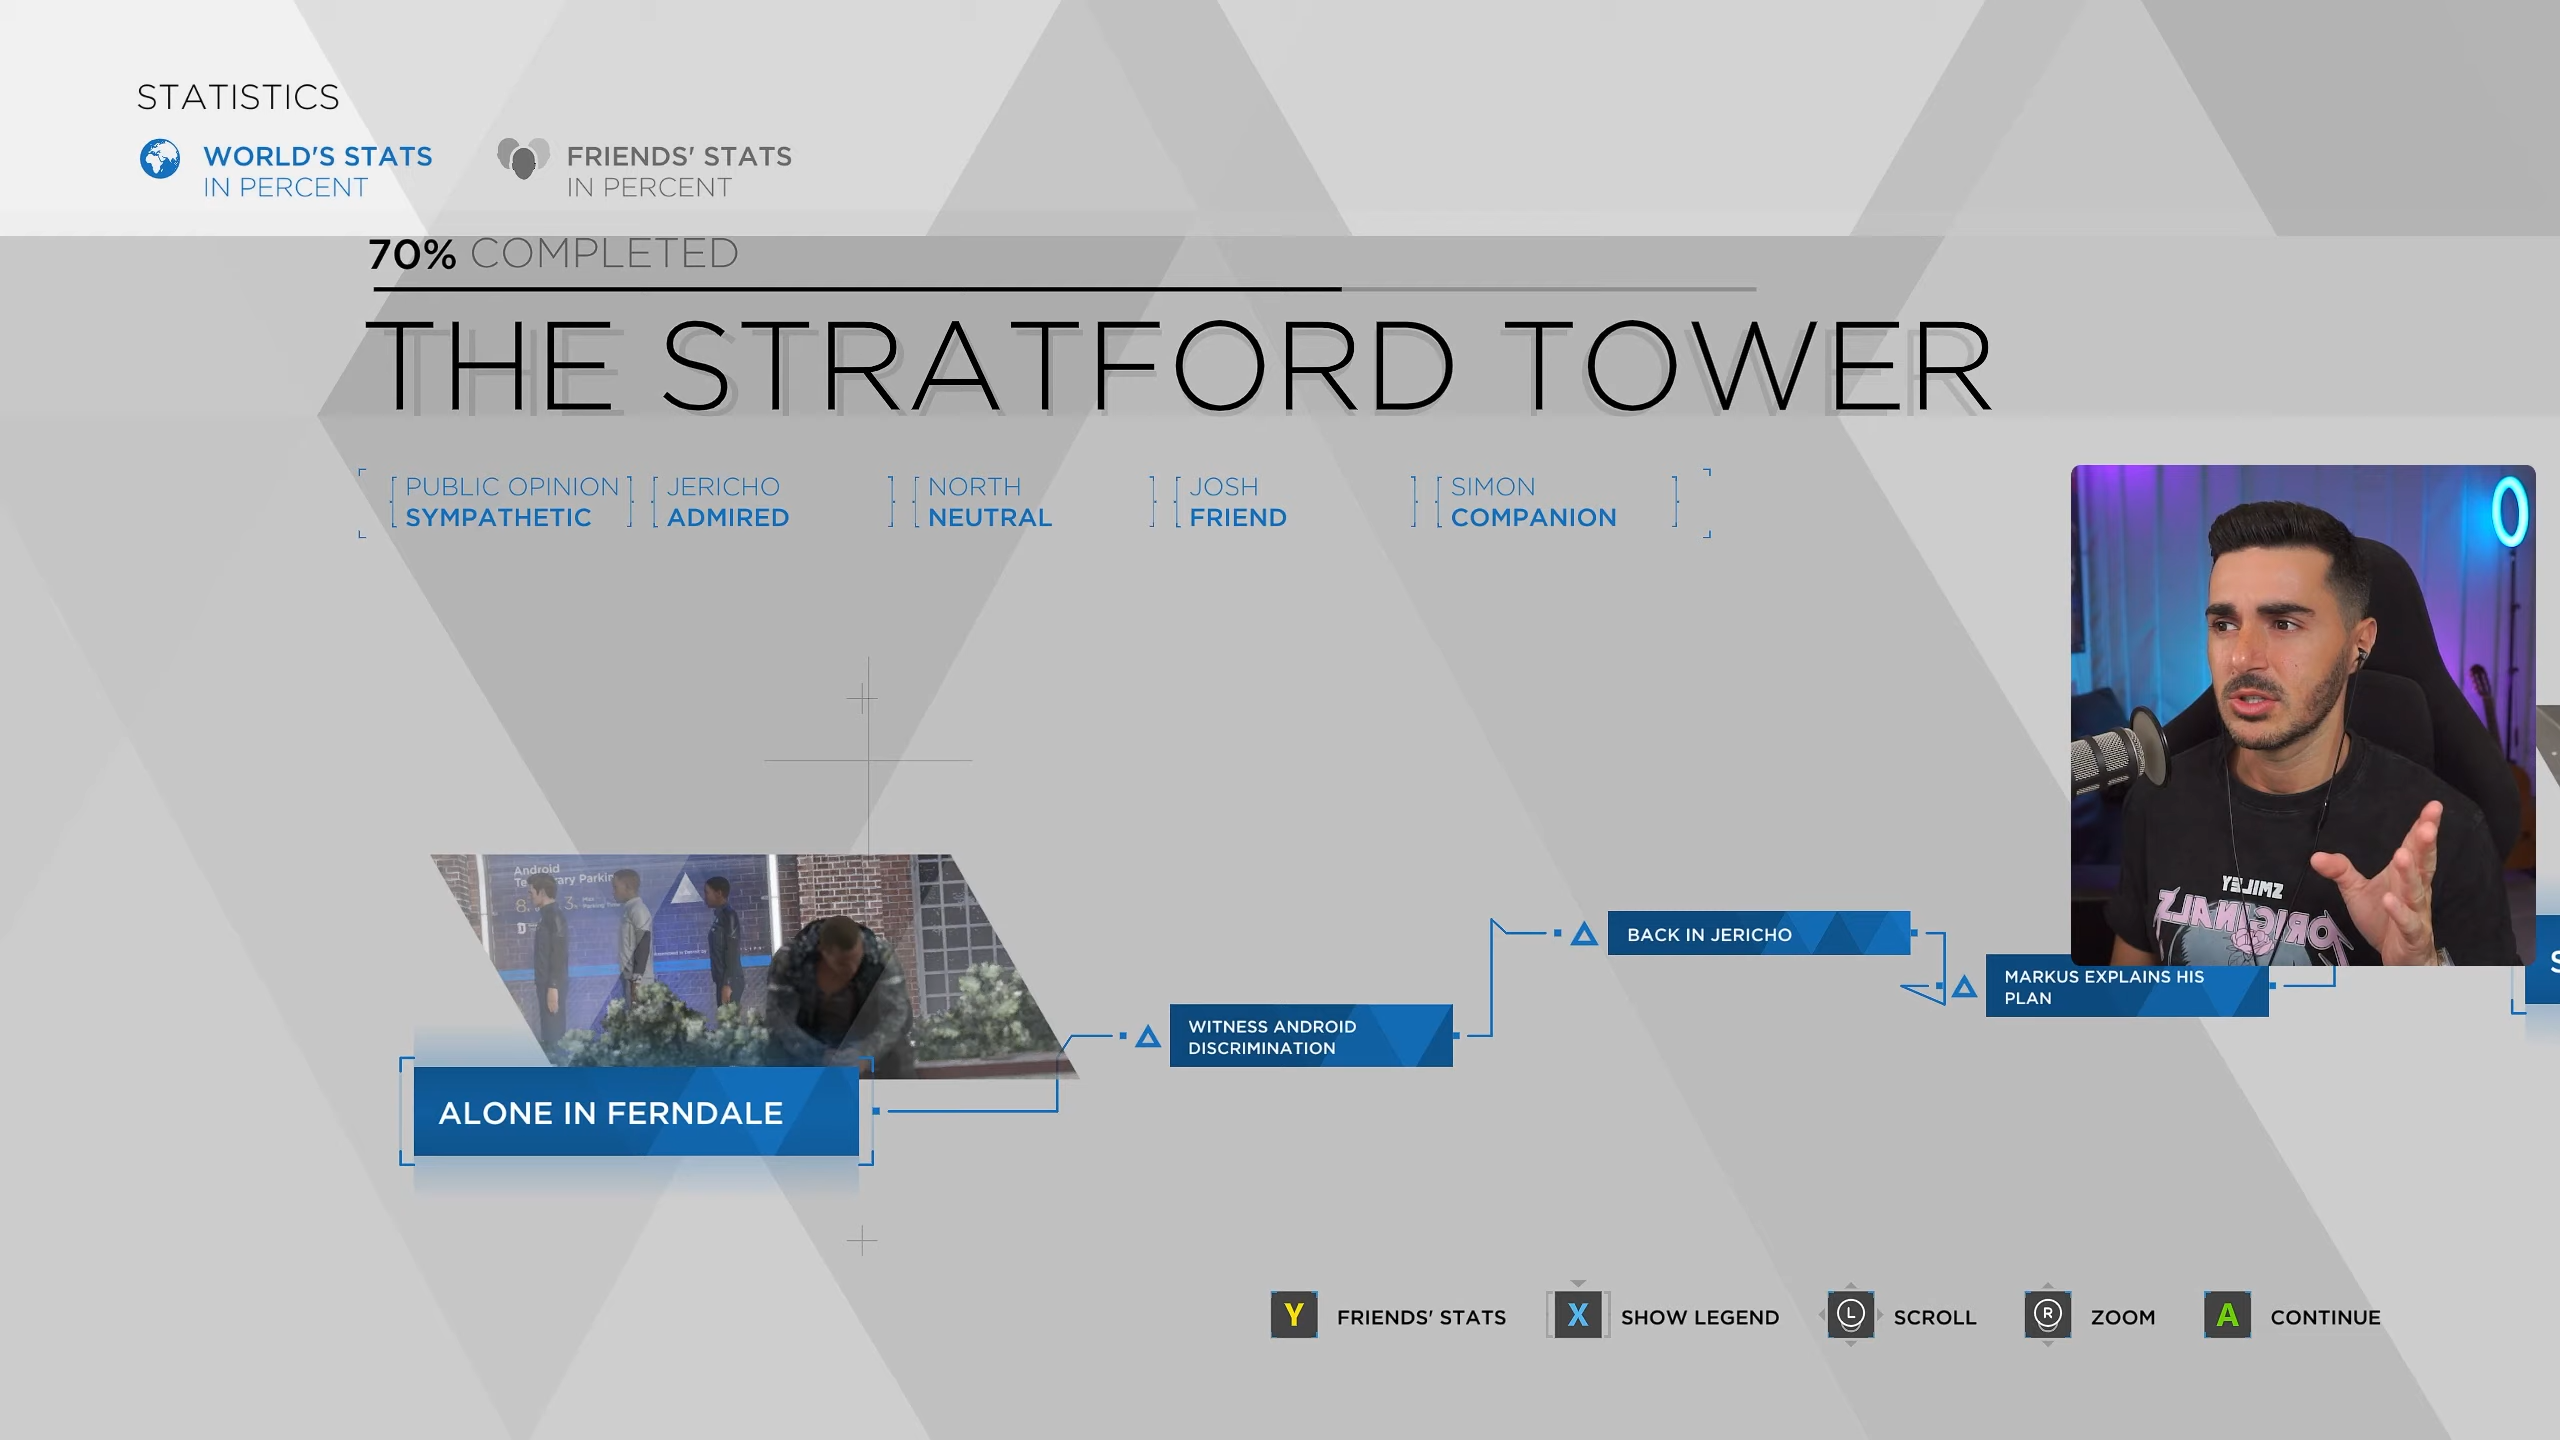 STATISTICS
WORLD'S STATS
IN PERCENT
FRIENDS' STATS
IN PERCENT
70% COMPLETED
THE STRATFORD TOWER
PUBLIC OPINION
SYMPATHETIC
JERICHO
ADMIRED
NORTH
NEUTRAL
JOSH
FRIEND
SIMON
COMPANION
Android
ALONE IN FERNDALE
WITNESS ANDROID
DISCRIMINATION
BACK IN JERICHO
MARKUS EXPLAINS HIS
PLAN
S
ZMILEY
ORIGINALS
Y FRIENDS' STATS
X SHOW LEGEND
L SCROLL
R ZOOM
A CONTINUE